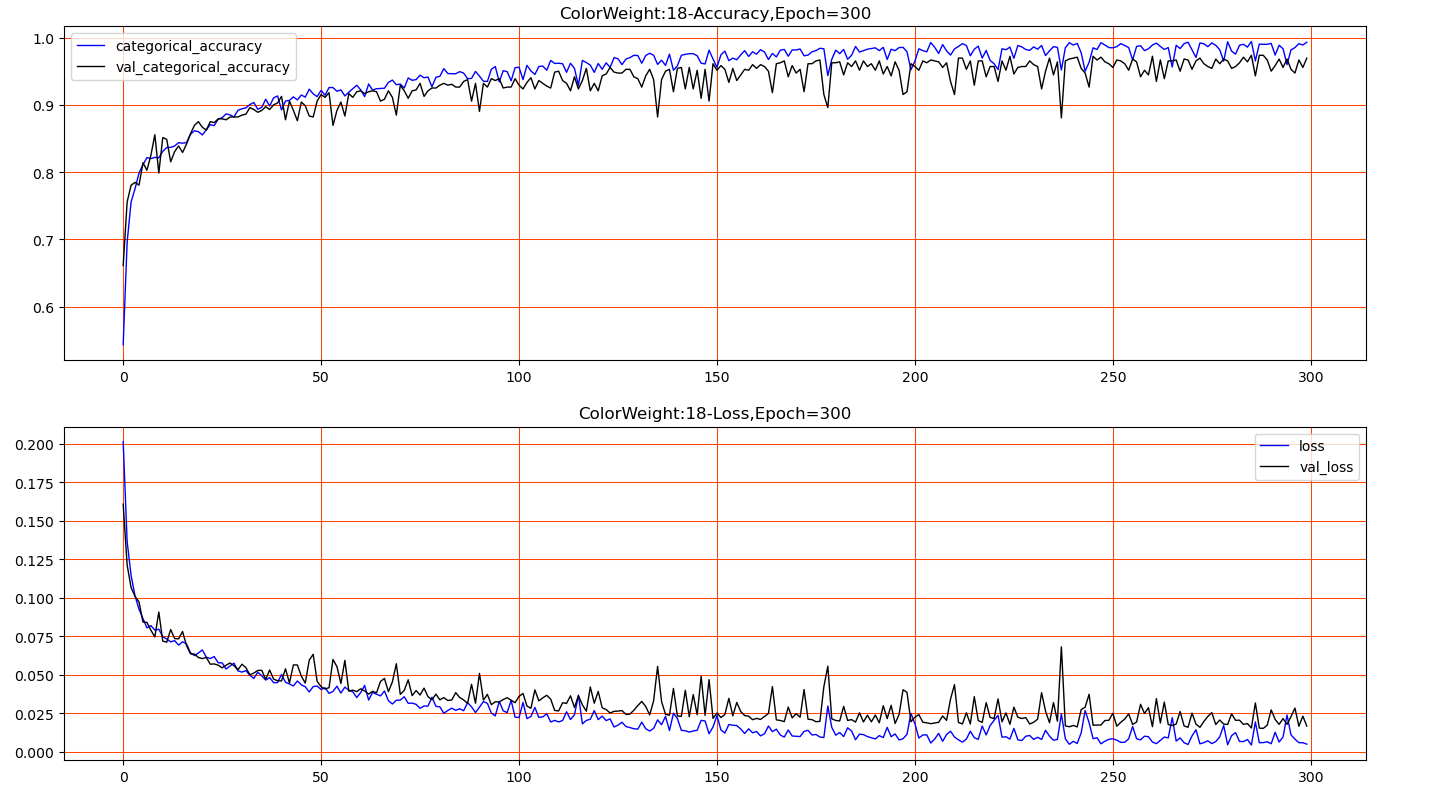 ColorWeight:18-Accuracy,Epoch=300
categorical_accuracy
val_categorical_accuracy
1.0
0.9
0.8
0.7
0.6
0 50 100 150 200 250 300
ColorWeight:18-Loss,Epoch=300
loss
val_loss
0.200
0.175
0.150
0.125
0.100
0.075
0.050
0.025
0.000
0 50 100 150 200 250 300